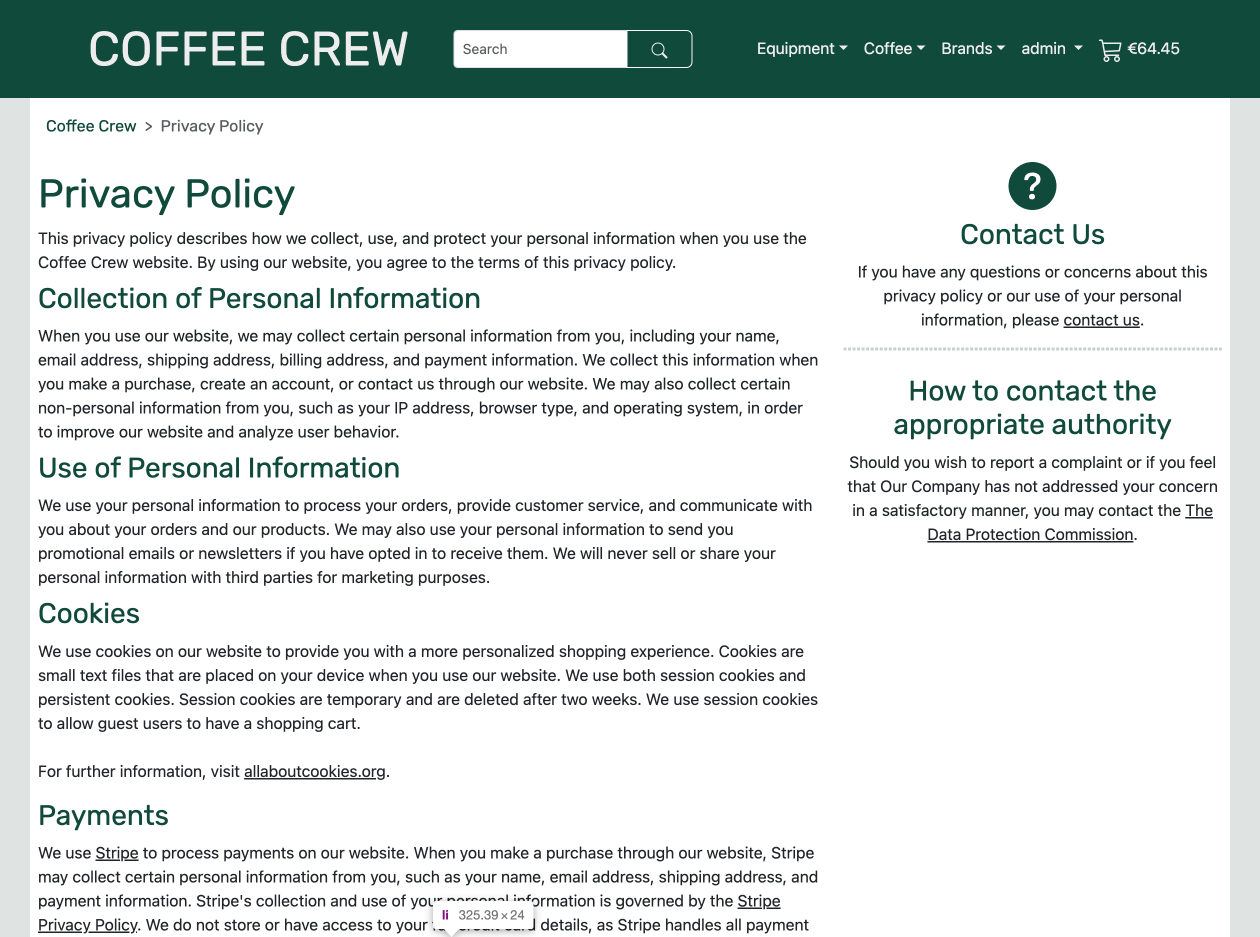 COFFEE CREW
Search
Equipment
Coffee
Brands
admin
€64.45
Coffee Crew > Privacy Policy
Privacy Policy
This privacy policy describes how we collect, use, and protect your personal information when you use the
Coffee Crew website. By using our website, you agree to the terms of this privacy policy.
Collection of Personal Information
When you use our website, we may collect certain personal information from you, including your name,
email address, shipping address, billing address, and payment information. We collect this information when
you make a purchase, create an account, or contact us through our website. We may also collect certain
non-personal information from you, such as your IP address, browser type, and operating system, in order
to improve our website and analyze user behavior.
Use of Personal Information
We use your personal information to process your orders, provide customer service, and communicate with
you about your orders and our products. We may also use your personal information to send you
promotional emails or newsletters if you have opted in to receive them. We will never sell or share your
personal information with third parties for marketing purposes.
Cookies
We use cookies on our website to provide you with a more personalized shopping experience. Cookies are
small text files that are placed on your device when you use our website. We use both session cookies and
persistent cookies. Session cookies are temporary and are deleted after two weeks. We use session cookies
to allow guest users to have a shopping cart.
For further information, visit allaboutcookies.org.
Payments
We use Stripe to process payments on our website. When you make a purchase through our website, Stripe
may collect certain personal information from you, such as your name, email address, shipping address, and
payment information. Stripe's collection and use of your personal information is governed by the Stripe
Privacy Policy. We do not store or have access to your details, as Stripe handles all payment
li 325.39 × 24
?
Contact Us
If you have any questions or concerns about this
privacy policy or our use of your personal
information, please contact us.
How to contact the
appropriate authority
Should you wish to report a complaint or if you feel
that Our Company has not addressed your concern
in a satisfactory manner, you may contact the The
Data Protection Commission.